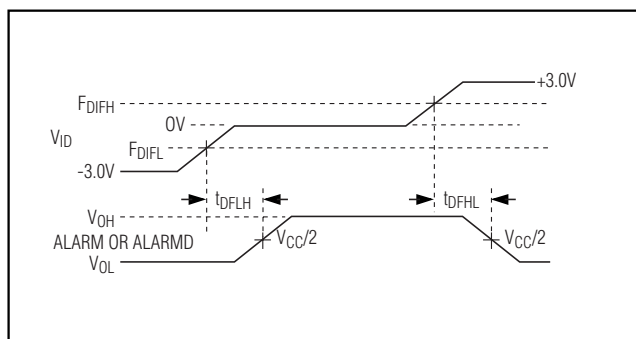 +3.0V
FDIFH
0V
VID
FDIFL
-3.0V
tDFLH
tDFHL
VOH
ALARM OR ALARMD
VCC/2
VCC/2
VOL